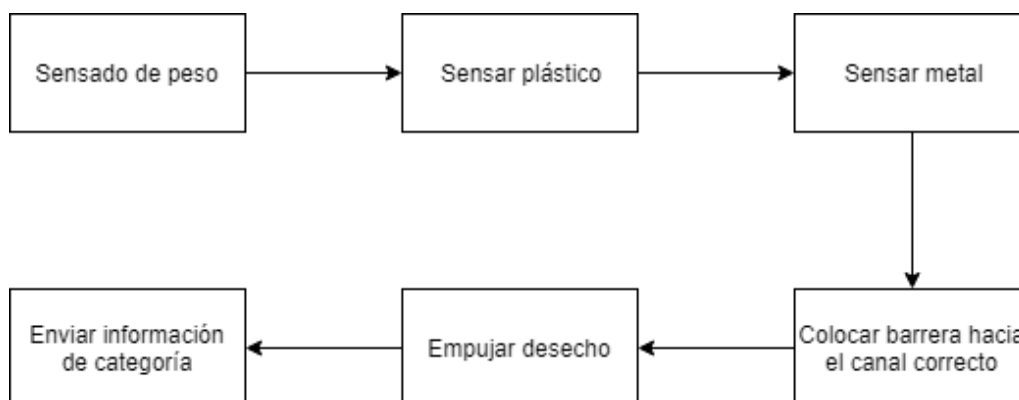 Sensado de peso
Sensar plástico
Sensar metal
Colocar barrera hacia
el canal correcto
Empujar desecho
Enviar información
de categoría